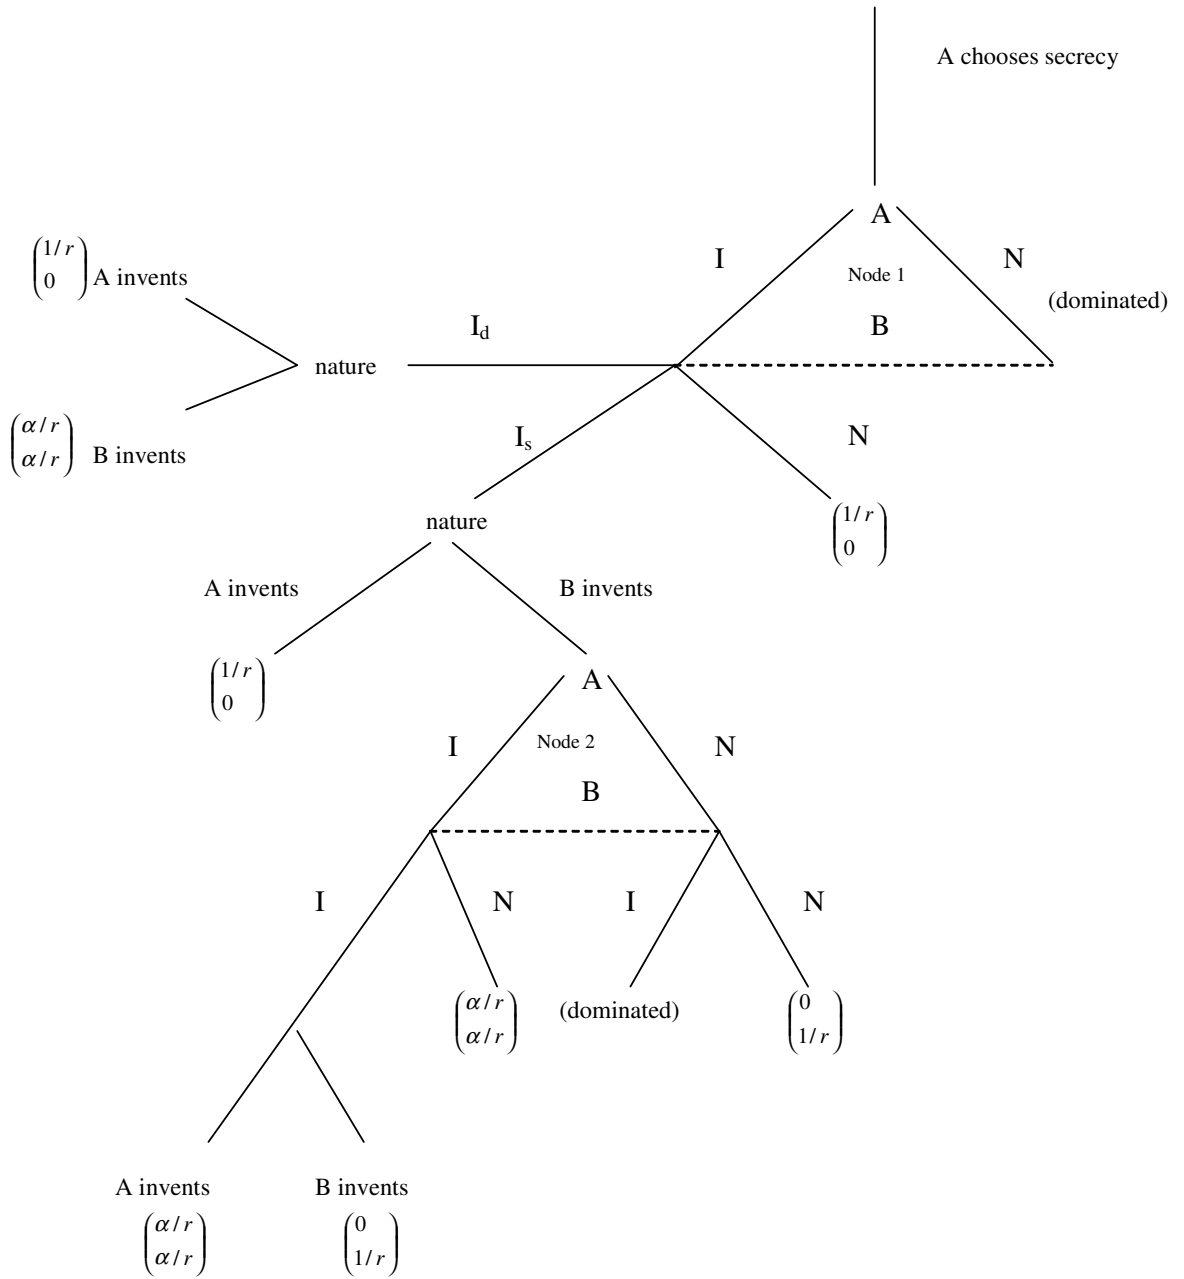 A chooses secrecy
A
I
N
Node 1
(dominated)
B
(1/r
0) A invents
I_d
nature
(α/r
α/r) B invents
I_s
N
(1/r
0)
nature
A invents
B invents
(1/r
0)
A
I
Node 2
N
B
I
N
I
N
(α/r
α/r)
(dominated)
(0
1/r)
A invents
B invents
(α/r
α/r)
(0
1/r)